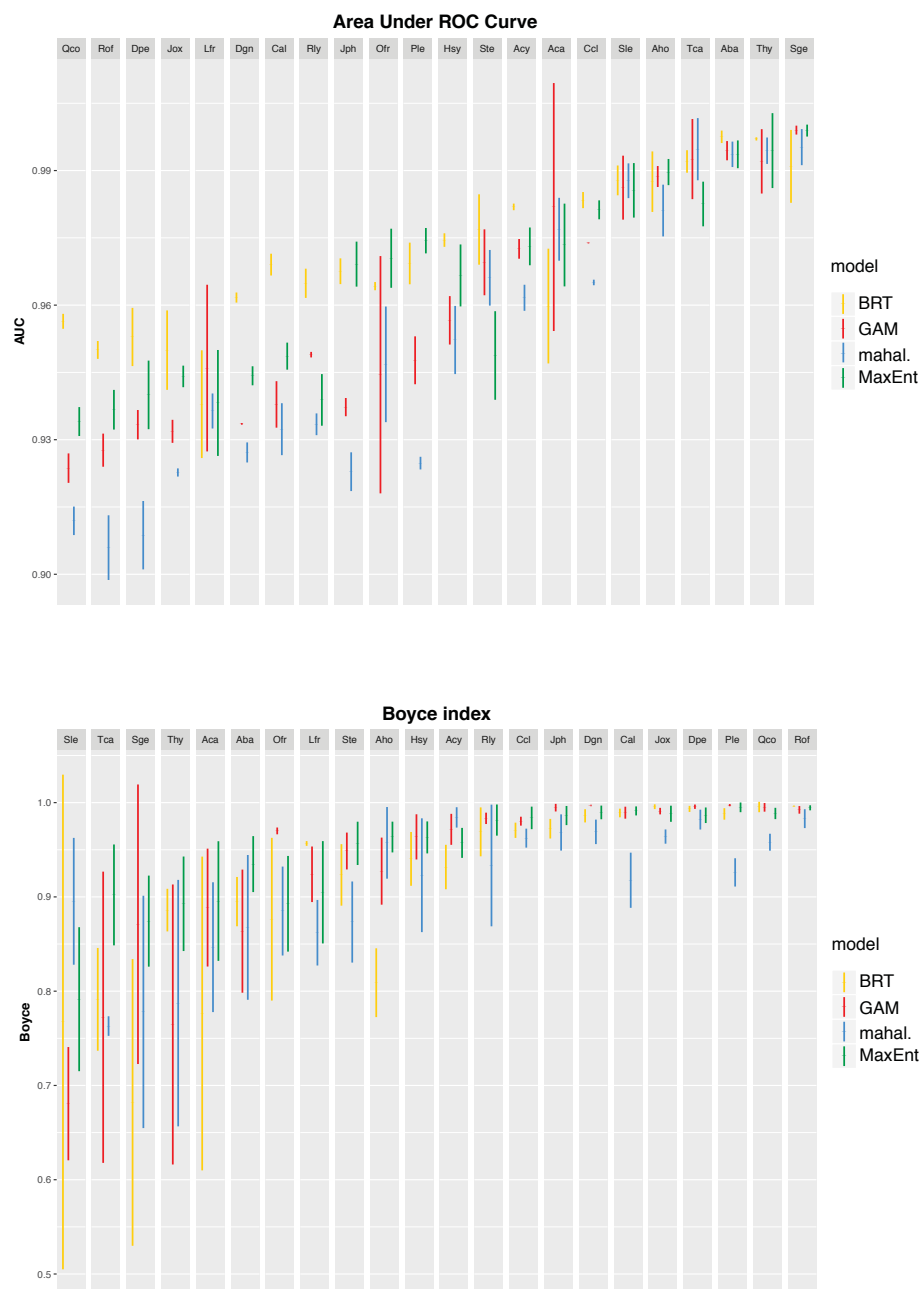 Area Under ROC Curve
Qco Rof Dpe Jox Lfr Dgn Cal Rly Jph Ofr Ple Hsy Ste Acy Aca Ccl Sle Aho Tca Aba Thy Sge
0.99
0.96
0.93
0.90
AUC
model
BRT
GAM
mahal.
MaxEnt
Boyce index
Sle Tca Sge Thy Aca Aba Ofr Lfr Ste Aho Hsy Acy Rly Ccl Jph Dgn Cal Jox Dpe Ple Qco Rof
1.0
0.9
0.8
0.7
0.6
0.5
Boyce
model
BRT
GAM
mahal.
MaxEnt